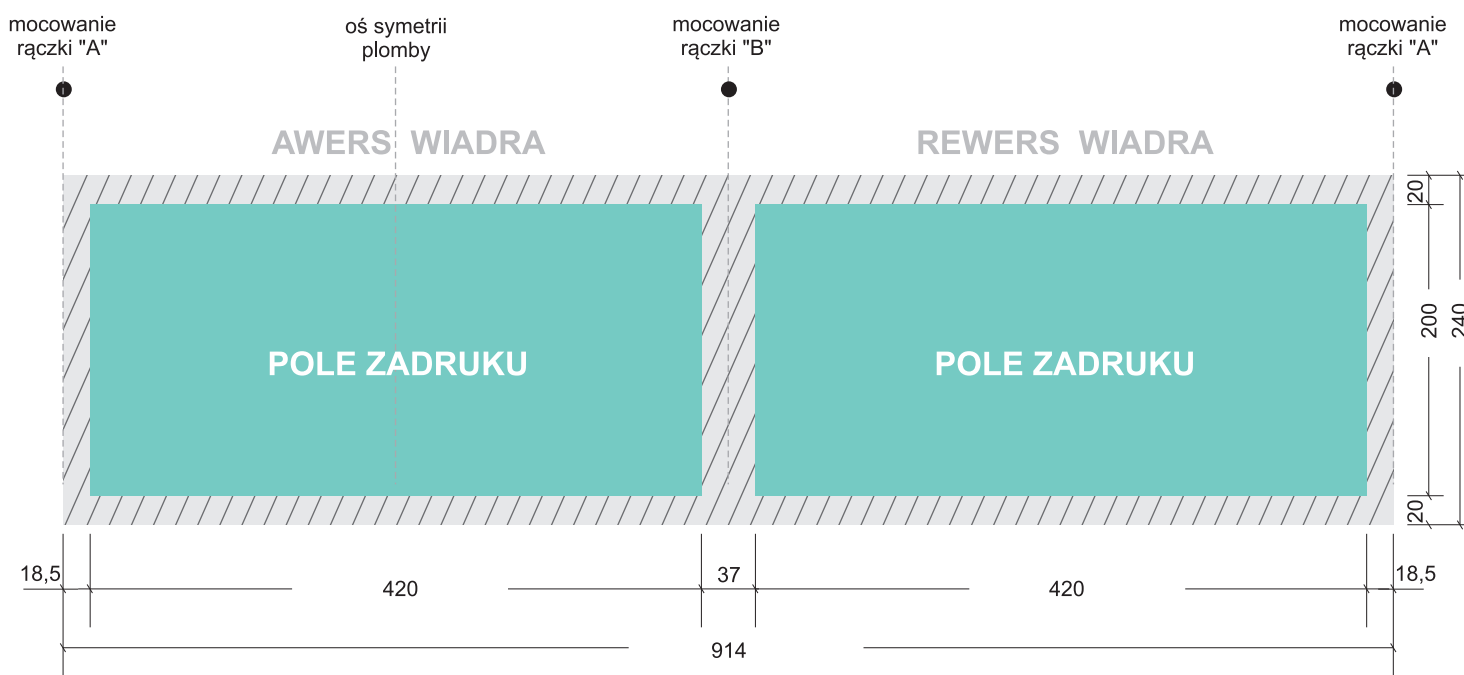 mocowanie
rączki "A"
oś symetrii
plomby
mocowanie
rączki "B"
mocowanie
rączki "A"
AWERS WIADRA
REWERS WIADRA
20
200
240
20
POLE ZADRUKU
POLE ZADRUKU
18,5
420
37
420
18,5
914